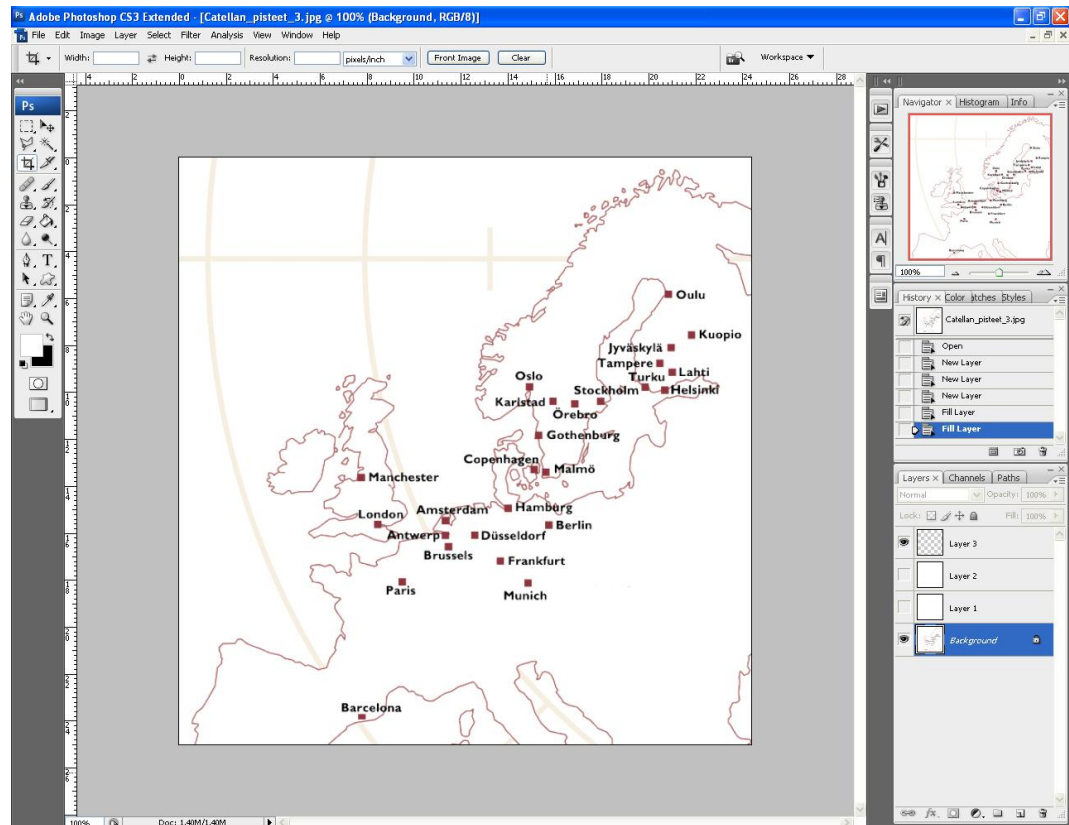 Adobe Photoshop CS3 Extended - [Catellan_pisteet_3.jpg @ 100% (Background, RGB/8)]
File Edit Image Layer Select Filter Analysis View Window Help
Width: Height: Resolution: pixels/inch Front Image Clear Workspace
Ps
Navigator Histogram Info
100%
History Color atches Styles
Catellan_pisteet_3.jpg
Open
New Layer
New Layer
New Layer
Fill Layer
Fill Layer
Layers Channels Paths
Normal Opacity: 100%
Lock: Fill: 100%
Layer 3
Layer 2
Layer 1
Background
Oulu
Kuopio
Jyväskylä
Tampere
Lahti
Turku
Oslo
Stockholm
Helsinki
Karlstad
Örebro
Gothenburg
Copenhagen
Malmö
Manchester
Hamburg
Amsterdam
London
Berlin
Antwerp
Düsseldorf
Brussels
Frankfurt
Paris
Munich
Barcelona
100% Doc: 1,40M/1,40M